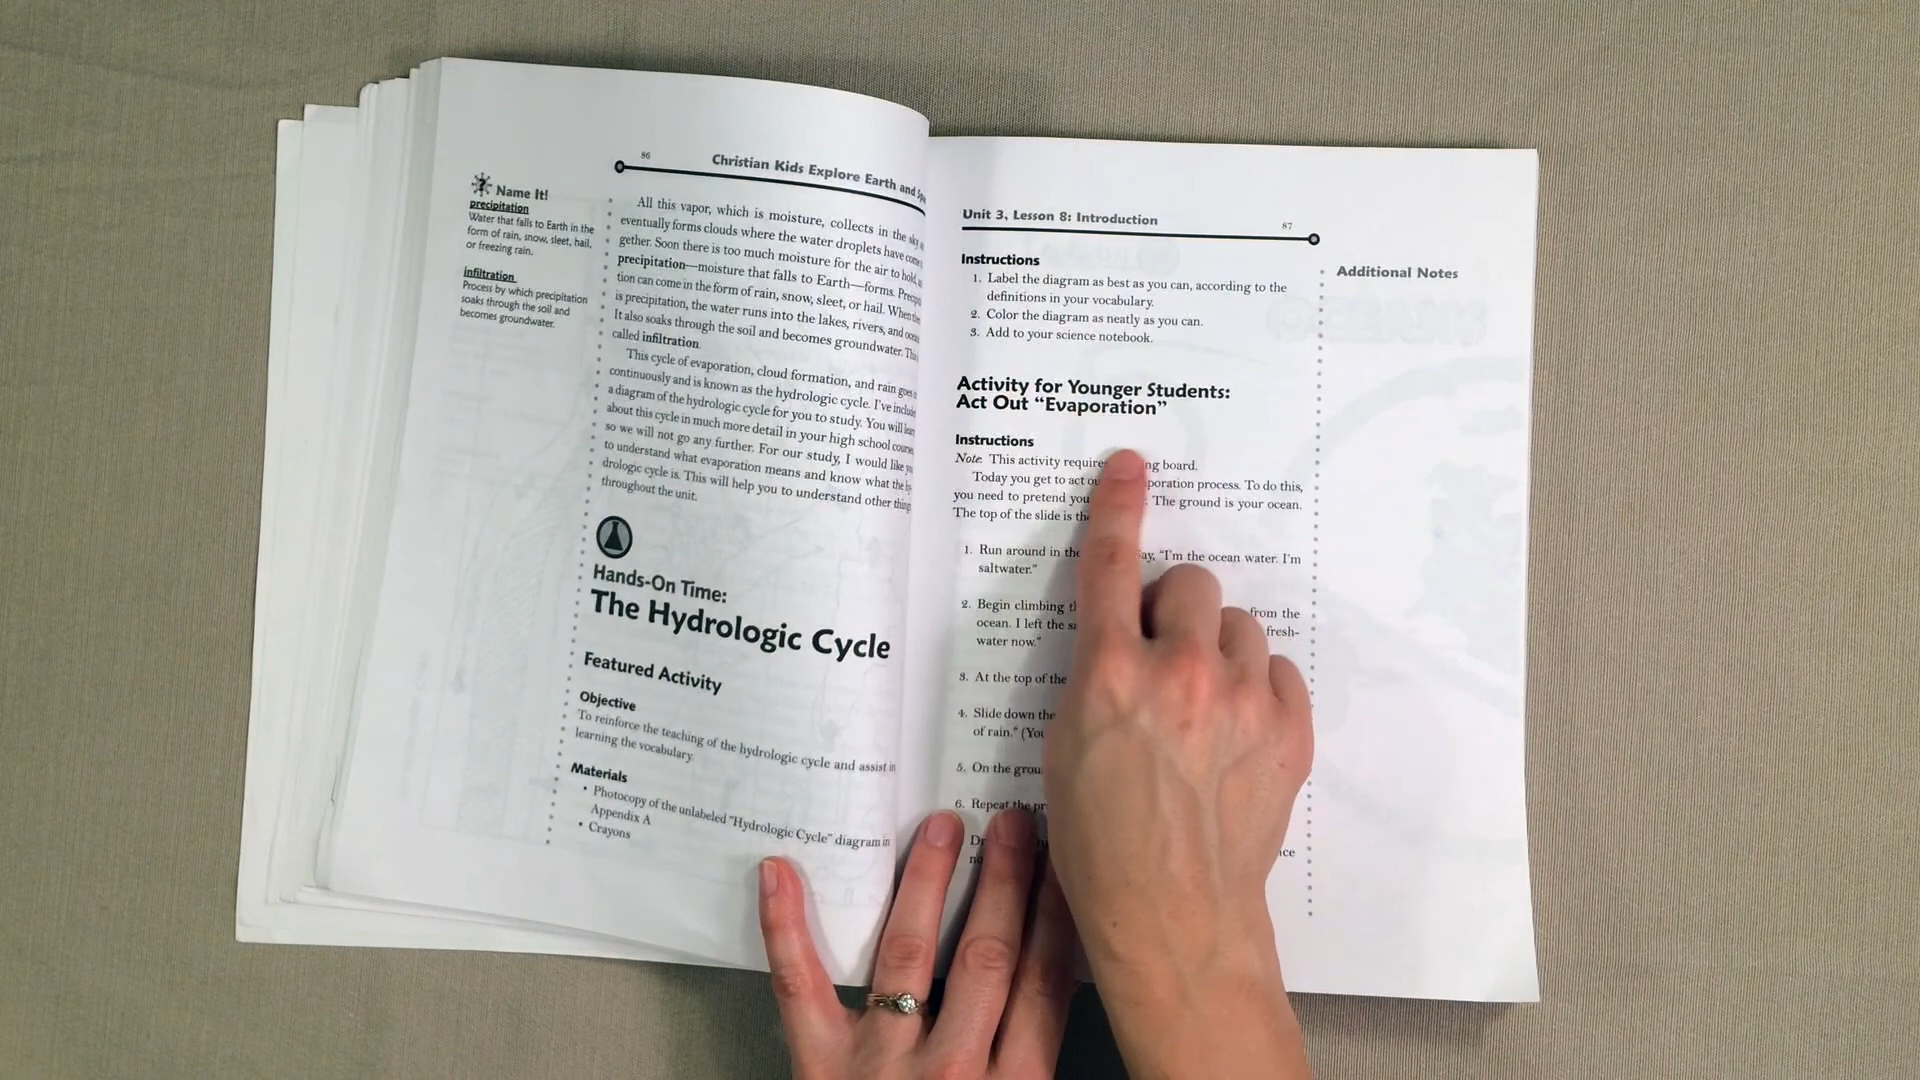 86
Christian Kids Explore Earth and
Name It!
precipitation
Water that falls to Earth in the
form of rain, snow, sleet, hail,
or freezing rain.
infiltration
Process by which precipitation
soaks through the soil and
becomes groundwater.
All this vapor, which is moisture, collects in the sky
eventually forms clouds where the water droplets have
gether. Soon there is too much moisture for the air to hold,
precipitation—moisture that falls to Earth—forms.
tion can come in the form of rain, snow, sleet, or hail. When
is precipitation, the water runs into the lakes, rivers, and
It also soaks through the soil and becomes groundwater.
called infiltration.
This cycle of evaporation, cloud formation, and rain goes
continuously and is known as the hydrologic cycle. I've
a diagram of the hydrologic cycle for you to study. You will
about this cycle in much more detail in your high school
so we will not go any further. For our study, I would like
to understand what evaporation means and know what the
drologic cycle is. This will help you to understand other
throughout the unit.
Hands-On Time:
The Hydrologic Cycle
Featured Activity
Objective
To reinforce the teaching of the hydrologic cycle and assist in
learning the vocabulary.
Materials
• Photocopy of the unlabeled "Hydrologic Cycle" diagram in
Appendix A
• Crayons
Unit 3, Lesson 8: Introduction 87
Instructions
1. Label the diagram as best as you can, according to the
definitions in your vocabulary.
2. Color the diagram as neatly as you can.
3. Add to your science notebook.
Additional Notes
Activity for Younger Students:
Act Out "Evaporation"
Instructions
Note: This activity board.
Today you get to act process. To do this,
you need to pretend you The ground is your ocean.
The top of the slide is
1. Run around in the "I'm the ocean water. I'm
saltwater."
2. Begin climbing from the
ocean. I left the fresh-
water now."
3. At the top of the
4. Slide down the
of rain."
5. On the
6. Repeat the